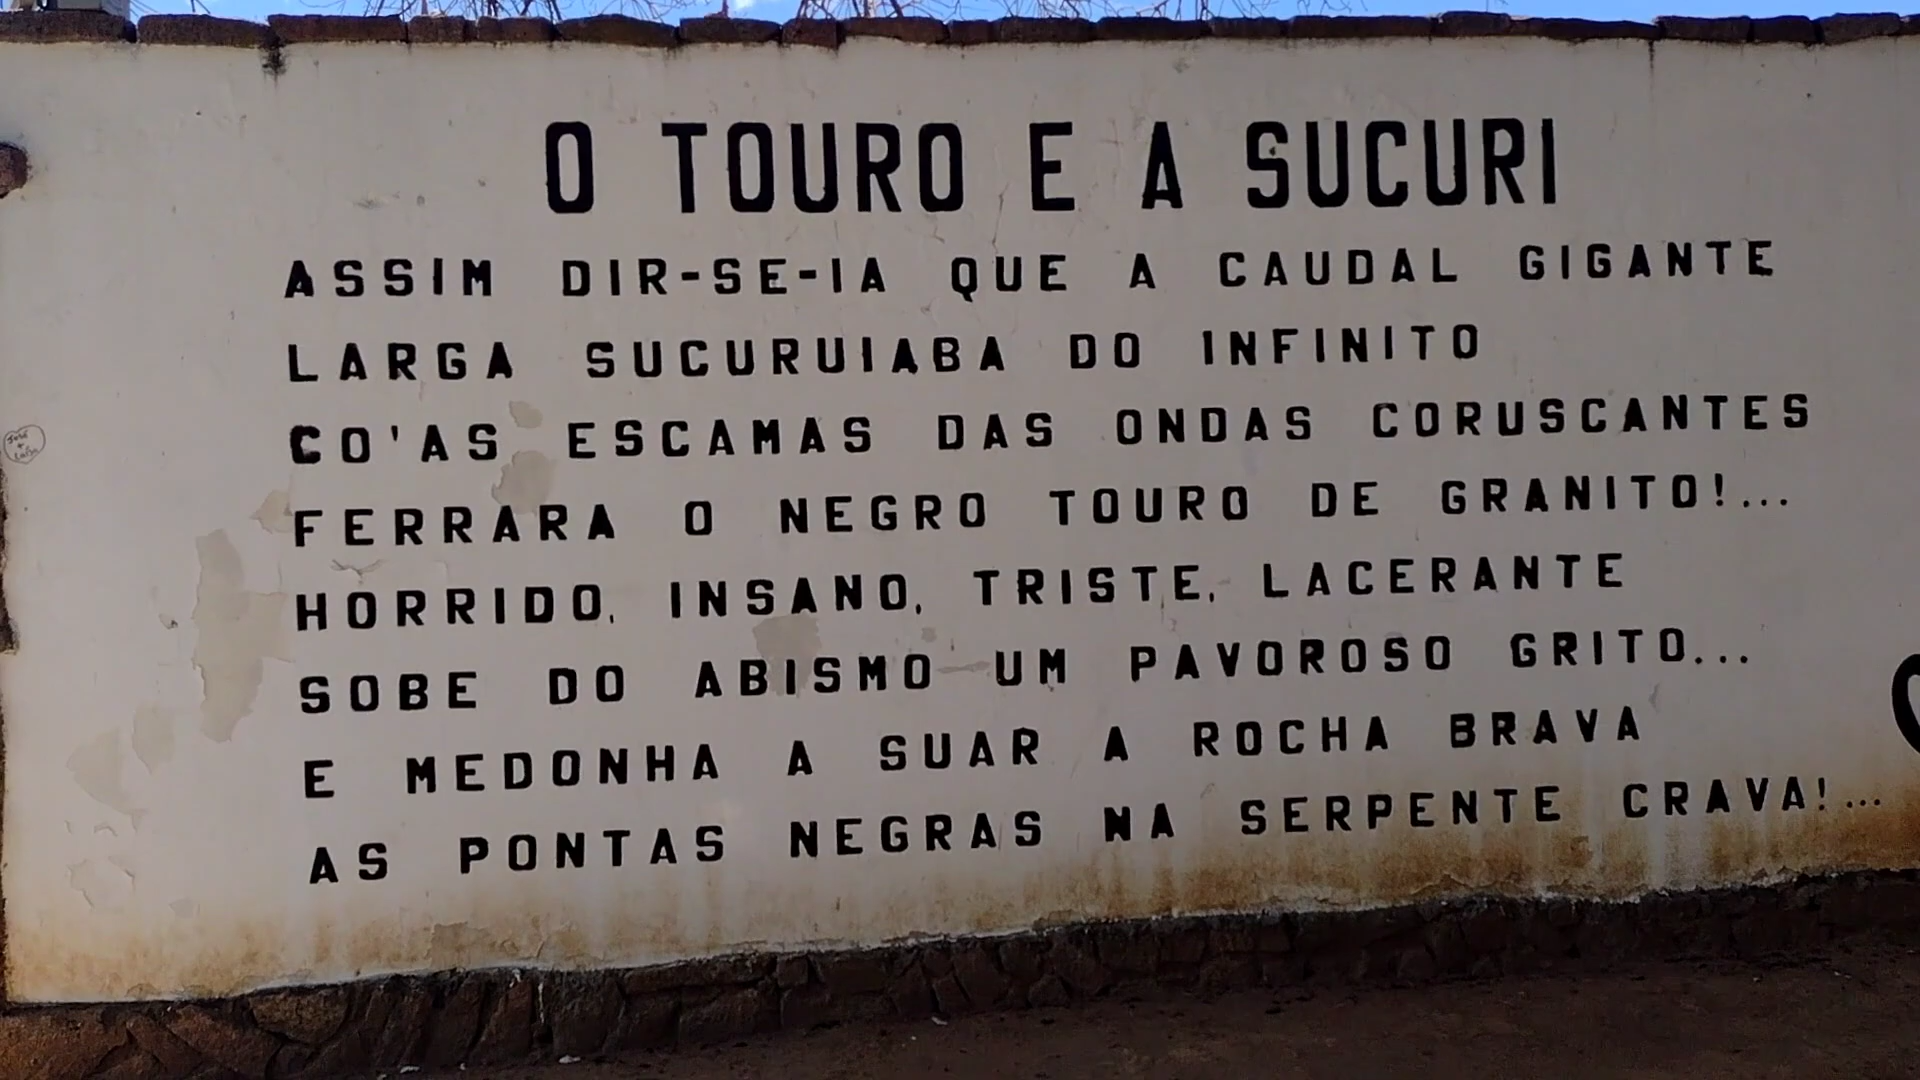 O TOURO E A SUCURI
ASSIM DIR-SE-IA QUE A CAUDAL GIGANTE
LARGA SUCURUIABA DO INFINITO
CO'AS ESCAMAS DAS ONDAS CORUSCANTES
FERRARA O NEGRO TOURO DE GRANITO!...
HORRIDO, INSANO, TRISTE, LACERANTE
SOBE DO ABISMO UM PAVOROSO GRITO...
E MEDONHA A SUAR A ROCHA BRAVA
AS PONTAS NEGRAS NA SERPENTE CRAVA!...